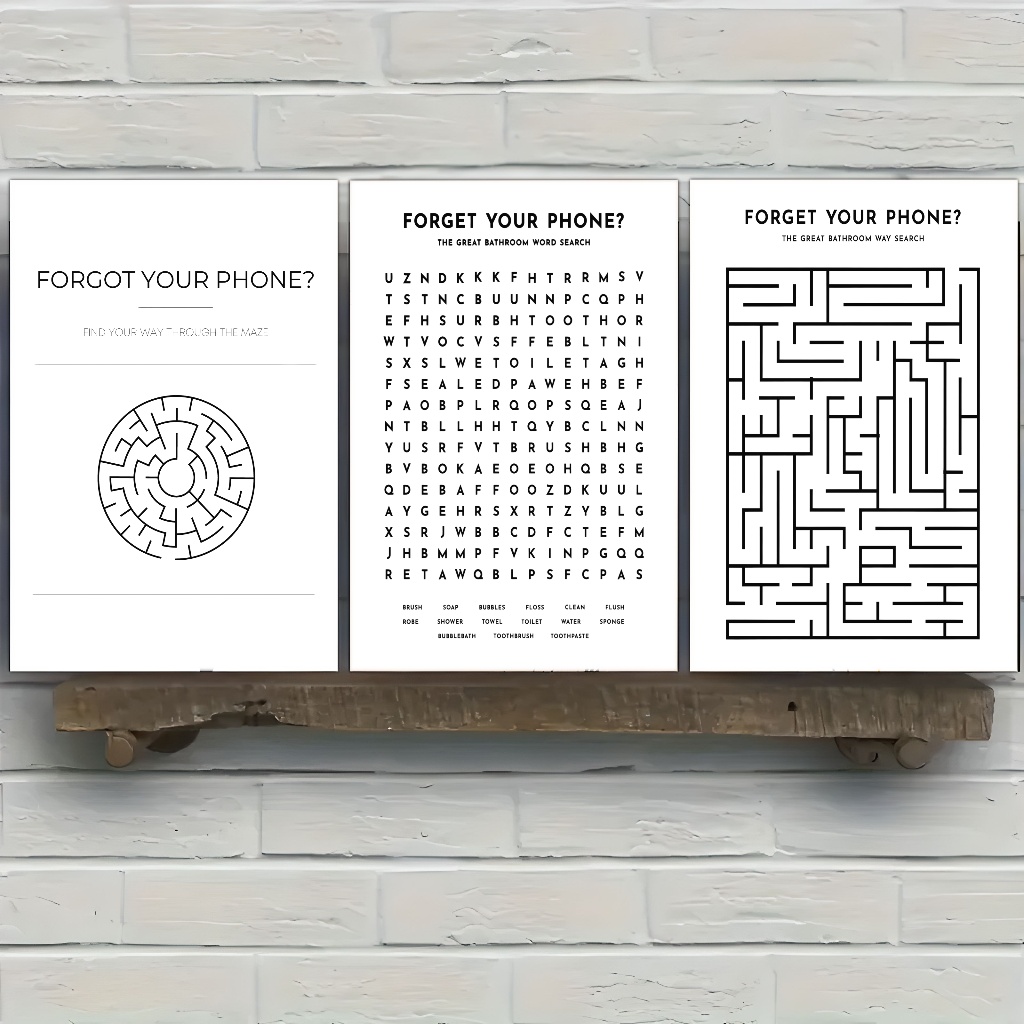 FORGOT YOUR PHONE?
FIND YOUR WAY THROUGH THE MAZE
FORGET YOUR PHONE?
THE GREAT BATHROOM WORD SEARCH
U Z N D K K K F H T R R M S V
T S T N C B U U N N P C Q P H
E F H S U R B H T O O T H O R
W T V O C V S F F E B L T N I
S X S L W E T O I L E T A G H
F S E A L E D P A W E H B E F
P A O B P L R Q O P S Q E A J
N T B L L H H T Q Y B C L N N
Y U S R F V T B R U S H B H G
B V B O K A E O E O H Q B S E
Q D E B A F F O O Z D K U U L
A Y G E H R S X R T Z Y B L G
X S R J W B B C D F C T E F M
J H B M M P F V K I N P G Q Q
R E T A W Q B L P S F C P A S
BRUSH SOAP BUBBLES FLOSS CLEAN FLUSH
ROBE SHOWER TOWEL TOILET WATER SPONGE
BUBBLEBATH TOOTHBRUSH TOOTHPASTE
FORGET YOUR PHONE?
THE GREAT BATHROOM WAY SEARCH